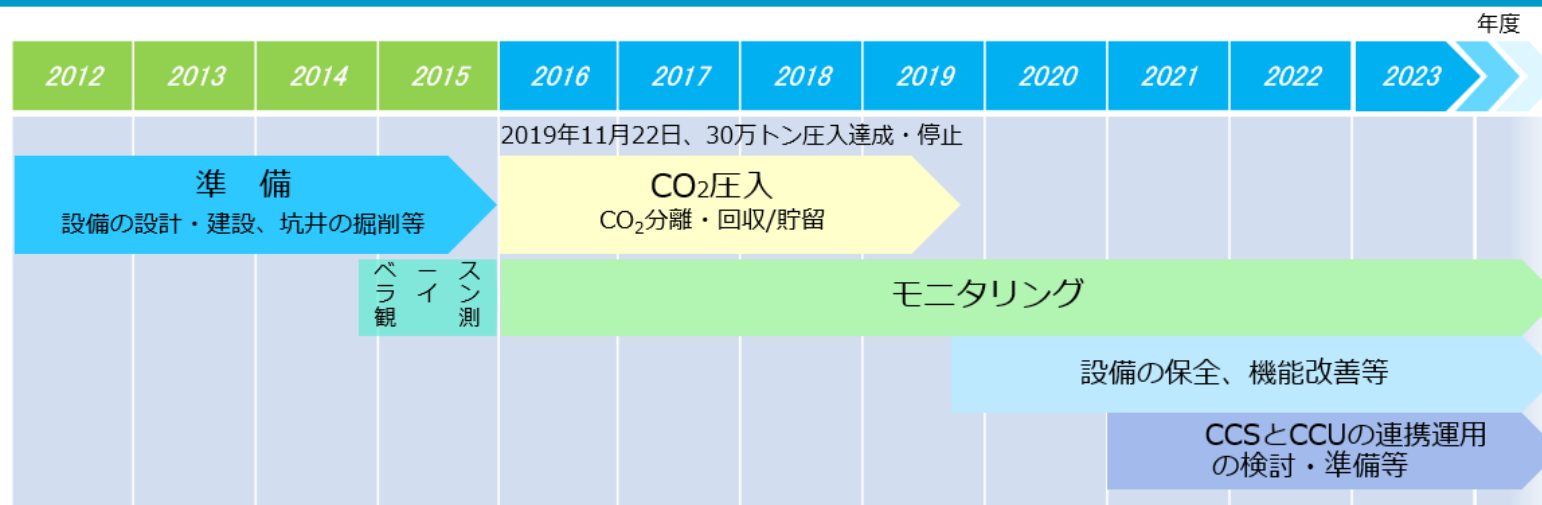 年度
2012 2013 2014 2015 2016 2017 2018 2019 2020 2021 2022 2023
2019年11月22日、30万トン圧入達成・停止
準　備
設備の設計・建設、坑井の掘削等
CO₂圧入
CO₂分離・回収/貯留
ベース
ライン
観　測
モニタリング
設備の保全、機能改善等
CCSとCCUの連携運用
の検討・準備等